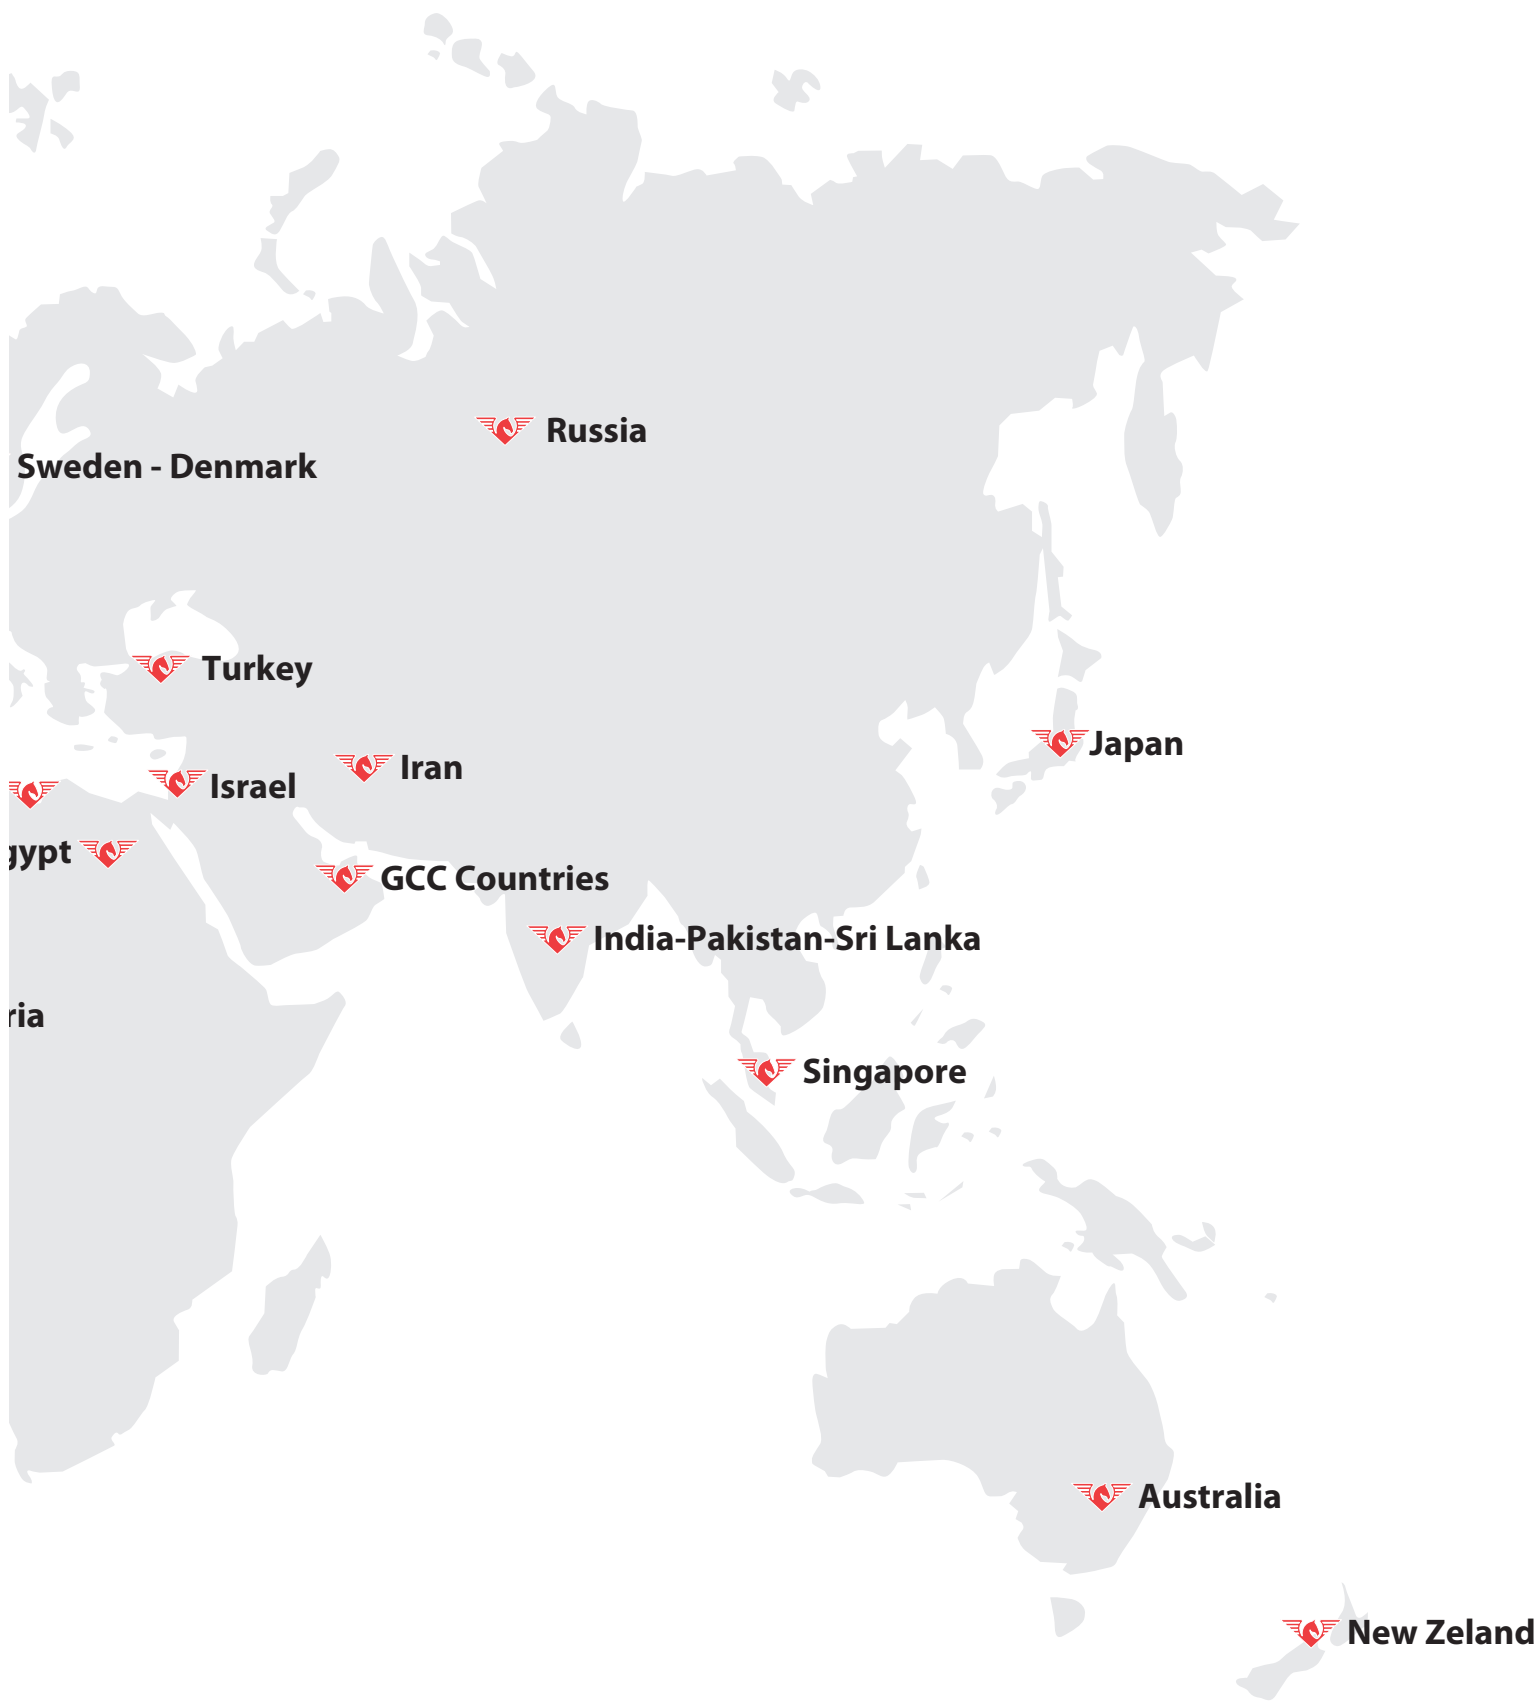 Russia
Sweden - Denmark
Turkey
Japan
Iran
Israel
gypt
GCC Countries
India-Pakistan-Sri Lanka
ria
Singapore
Australia
New Zeland